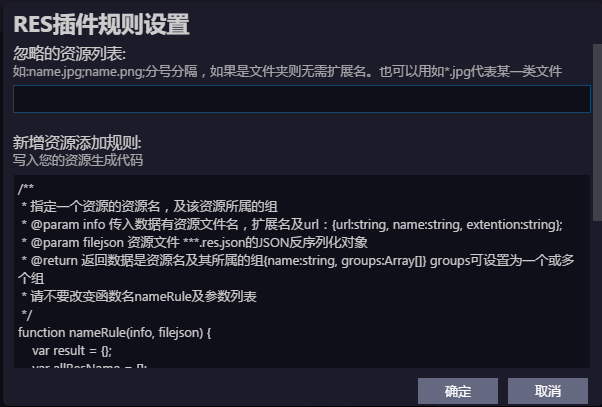 RES插件规则设置
忽略的资源列表:
如:name.jpg;name.png;分号分隔，如果是文件夹则无需扩展名。也可以用如*.jpg代表某一类文件
新增资源添加规则:
写入您的资源生成代码
/**
* 指定一个资源的资源名，及该资源所属的组
* @param info 传入数据有资源文件名，扩展名及url：{url:string, name:string, extention:string};
* @param filejson 资源文件 ***.res.json的JSON反序列化对象
* @return 返回数据是资源名及其所属的组{name:string, groups:Array[]} groups可设置为一个或多
个组
* 请不要改变函数名nameRule及参数列表
*/
function nameRule(info, filejson) {
var result = {};
var allResName = [];
确定
取消